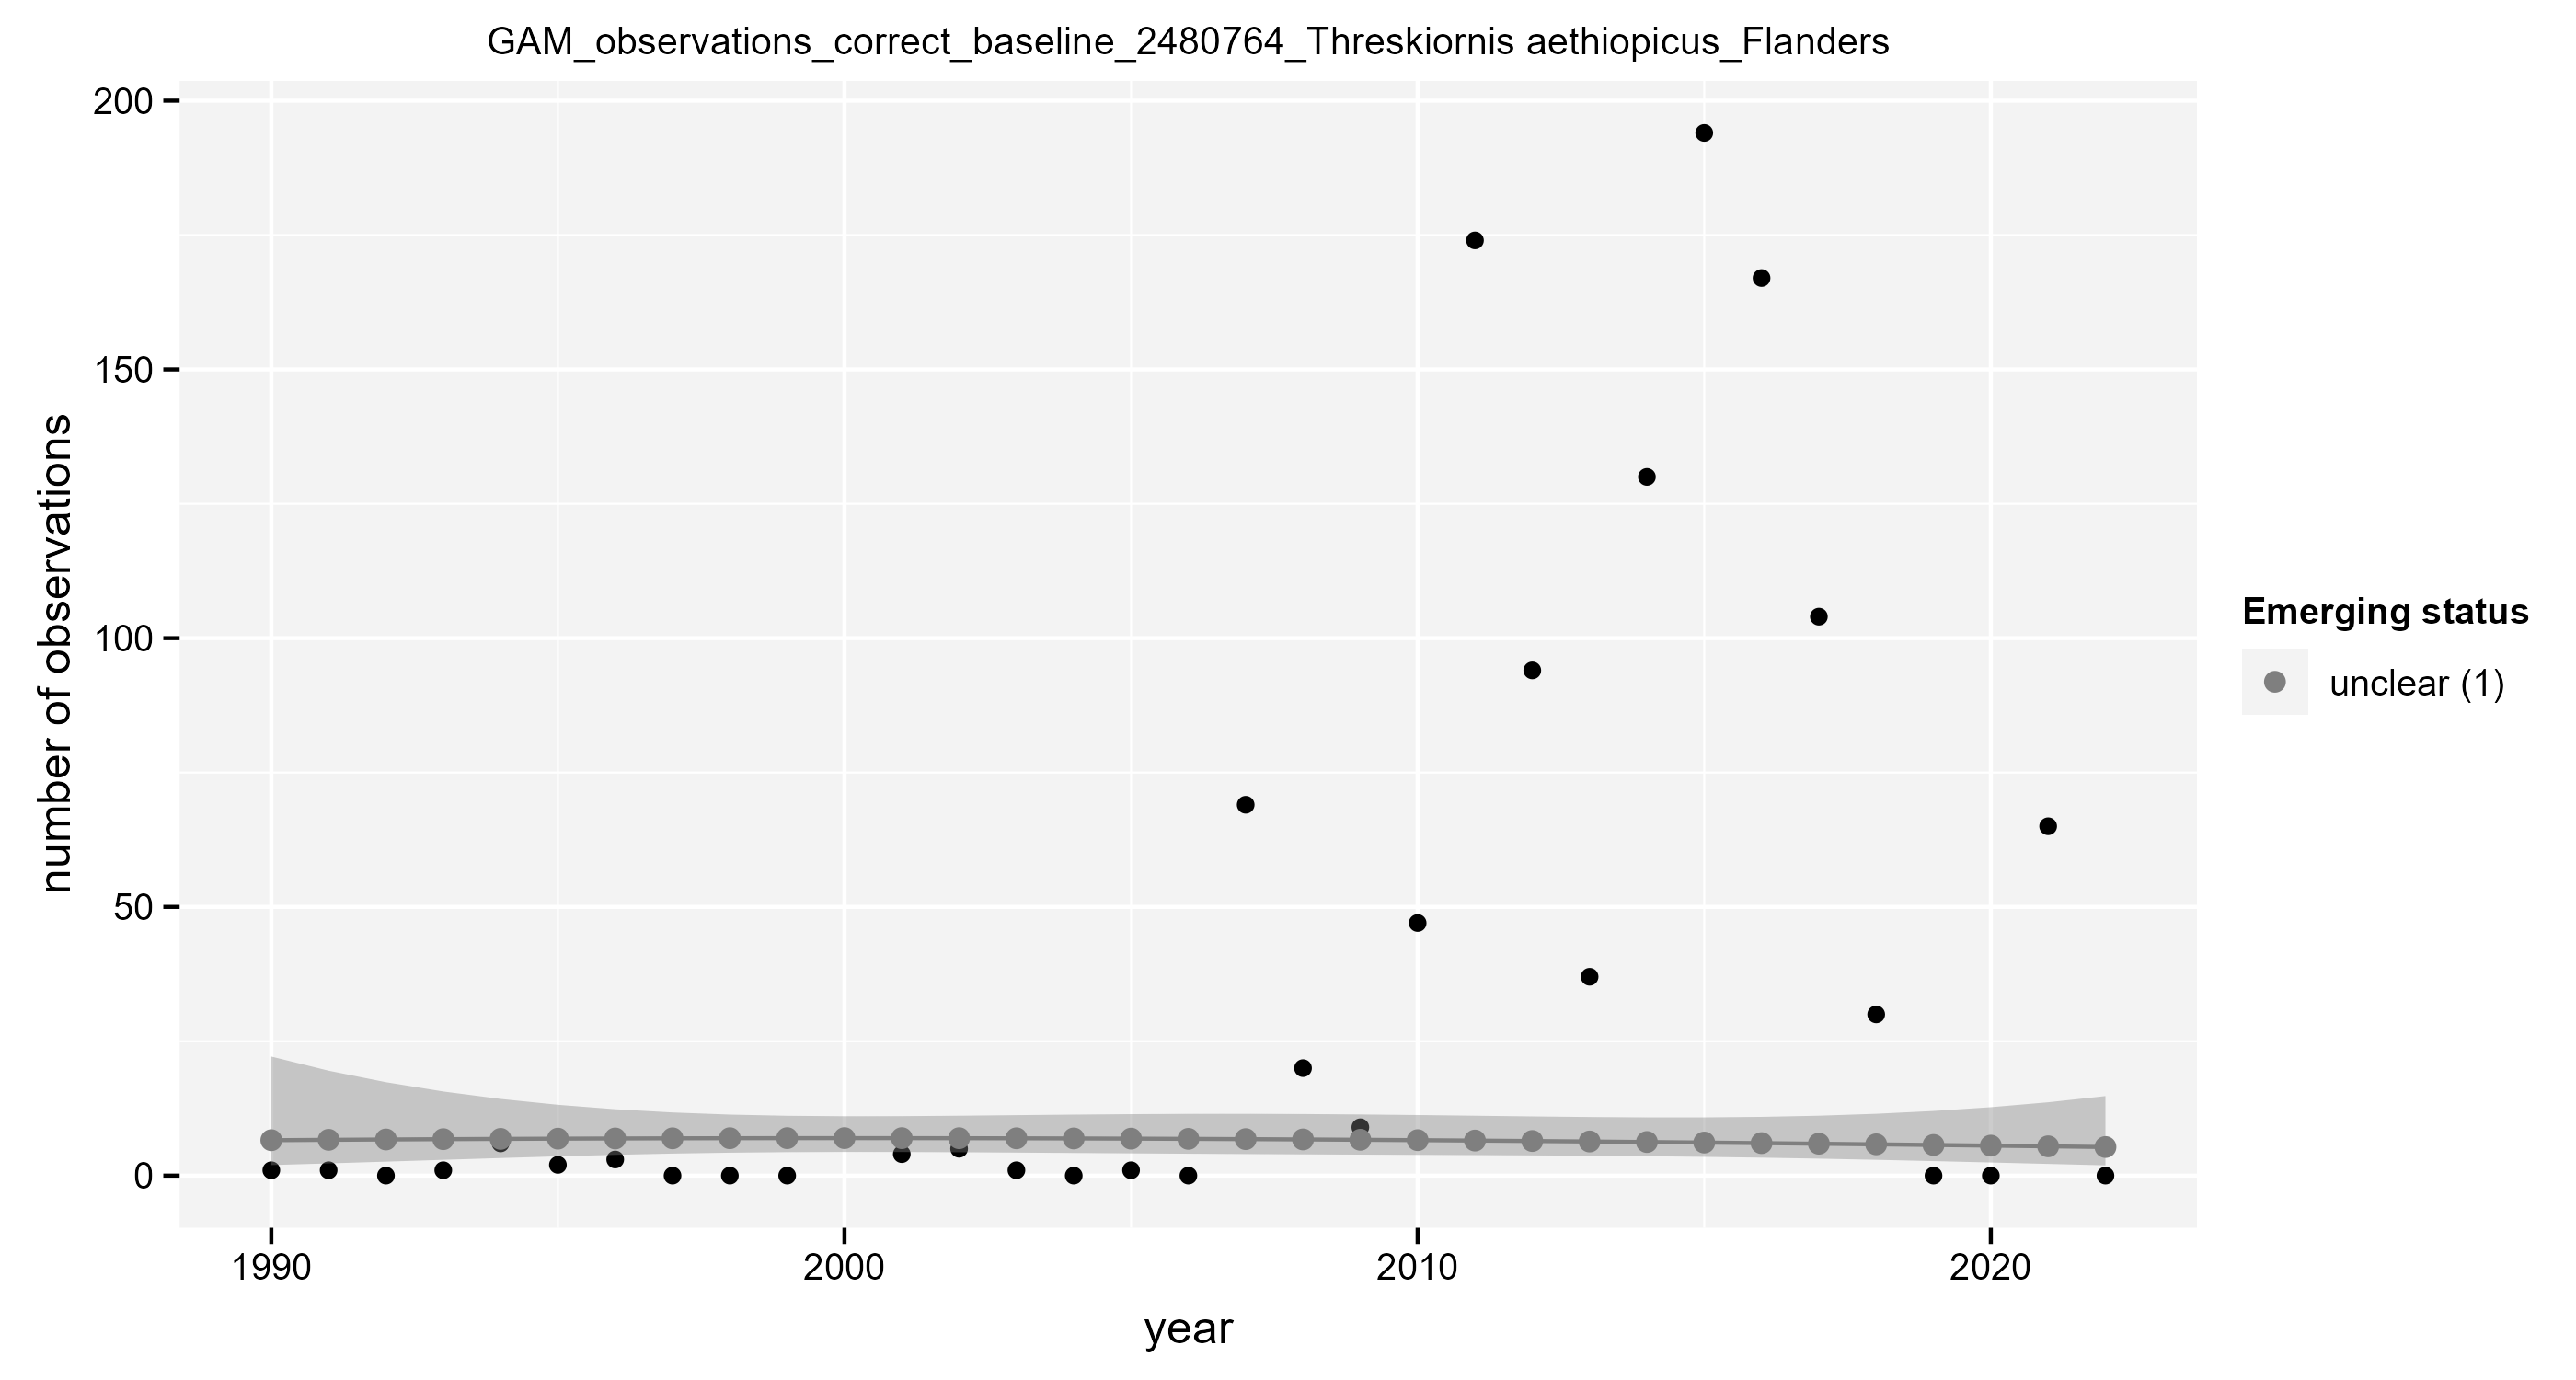 GAM_observations_correct_baseline_2480764_Threskiornis aethiopicus_Flanders
200
150
100
50
0
number of observations
1990
2000
2010
2020
year
Emerging status
unclear (1)